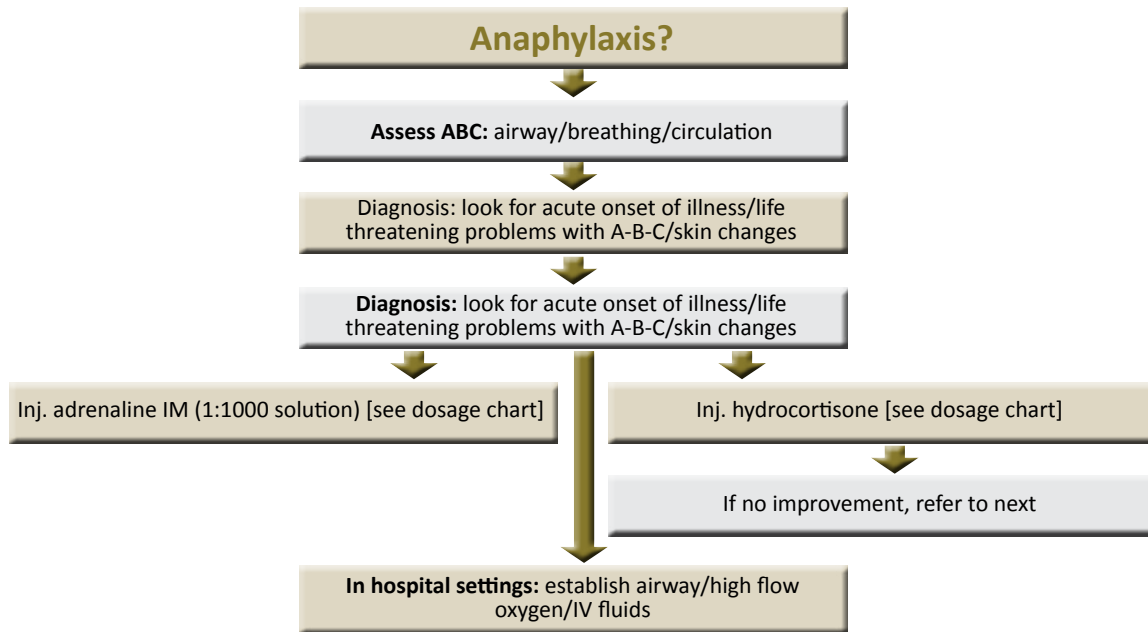 Anaphylaxis?
Assess ABC: airway/breathing/circulation
Diagnosis: look for acute onset of illness/life
threatening problems with A-B-C/skin changes
Diagnosis: look for acute onset of illness/life
threatening problems with A-B-C/skin changes
Inj. adrenaline IM (1:1000 solution) [see dosage chart]
Inj. hydrocortisone [see dosage chart]
If no improvement, refer to next
In hospital settings: establish airway/high flow
oxygen/IV fluids